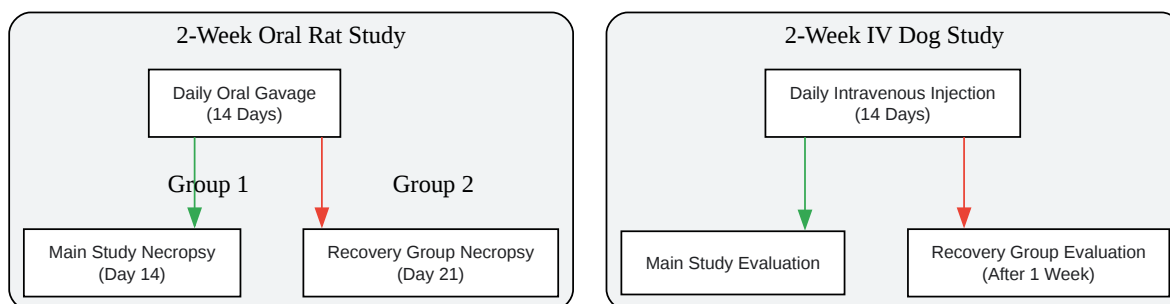 2-Week Oral Rat Study
Daily Oral Gavage
(14 Days)
Group 1
Group 2
Main Study Necropsy
(Day 14)
Recovery Group Necropsy
(Day 21)
2-Week IV Dog Study
Daily Intravenous Injection
(14 Days)
Main Study Evaluation
Recovery Group Evaluation
(After 1 Week)